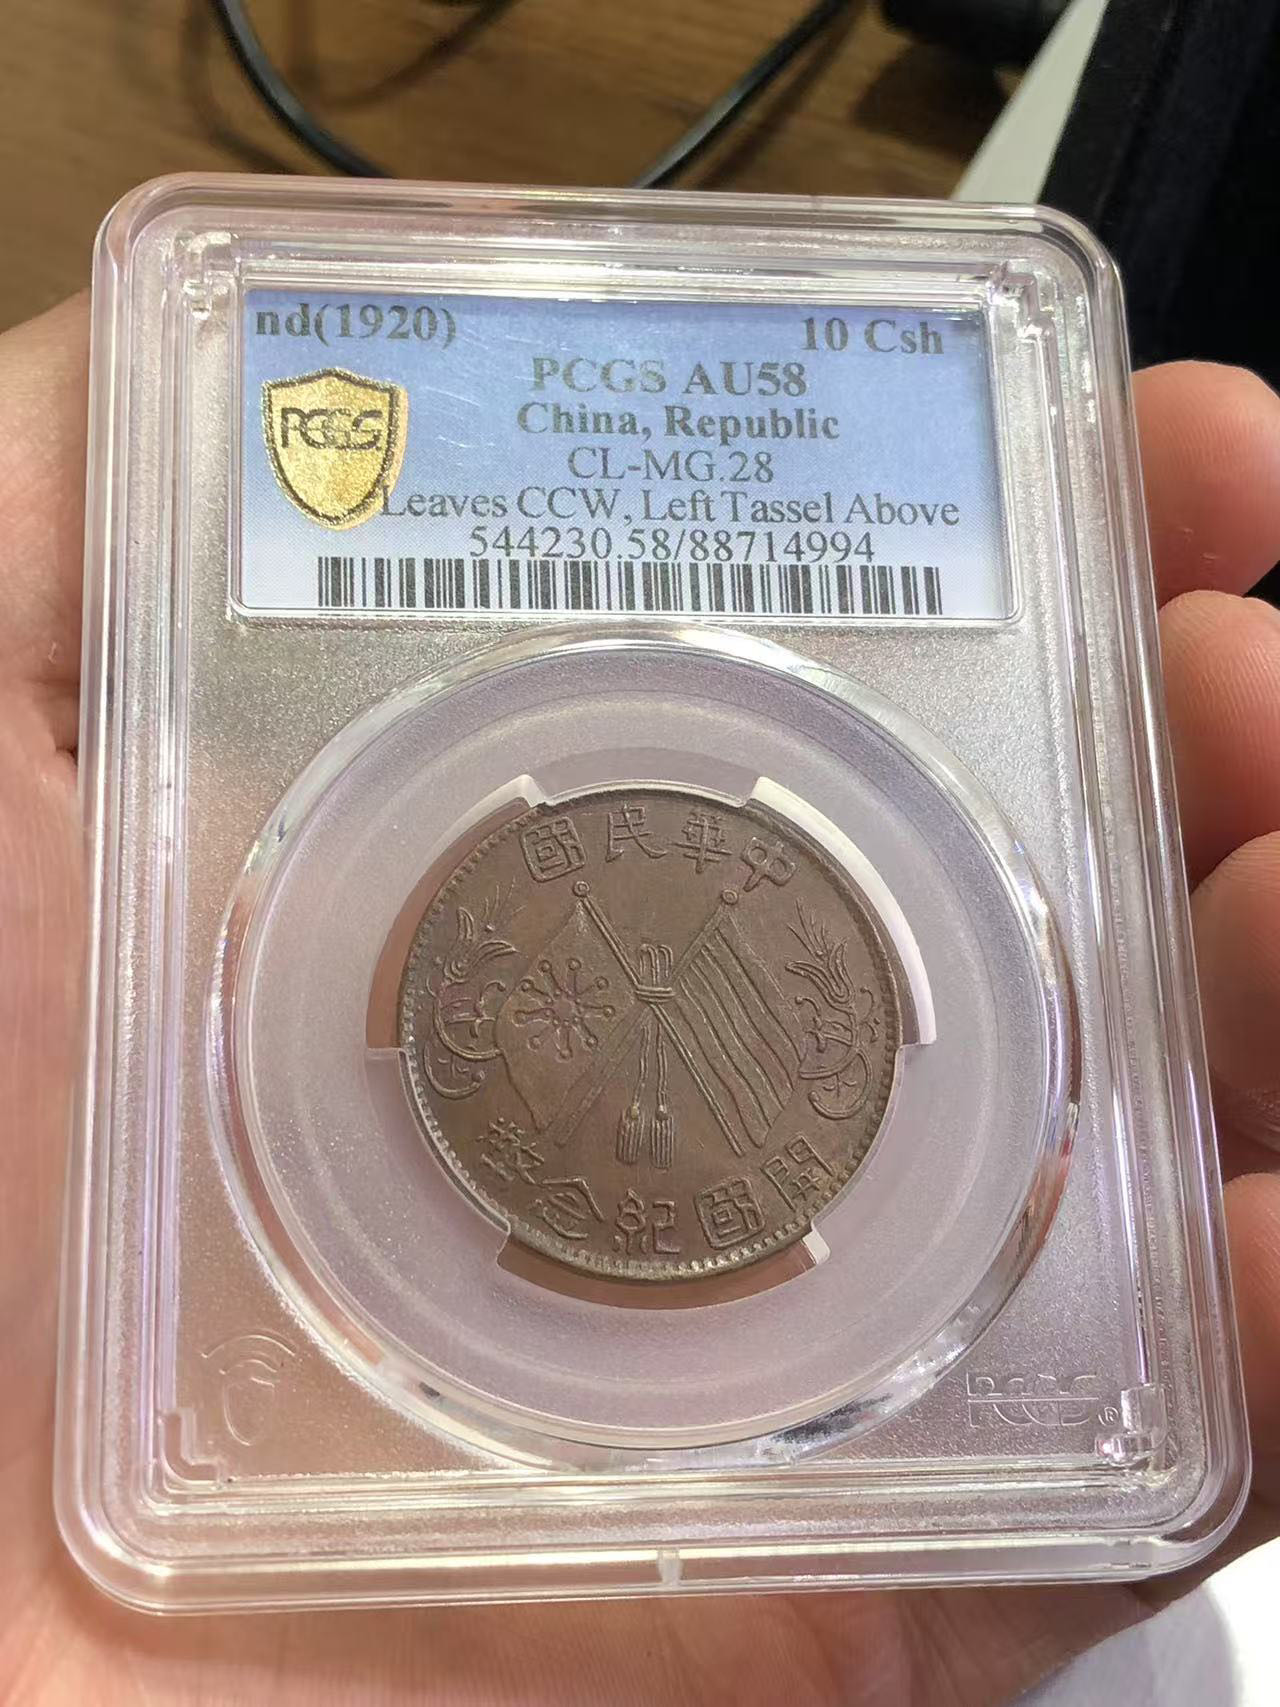 nd(1920) 10 Csh
PCGS AU58
China, Republic
CL-MG.28
Leaves CCW, Left Tassel Above
544230.58/88714994
PCGS
國民華中
幣念紀國開
PCGS®